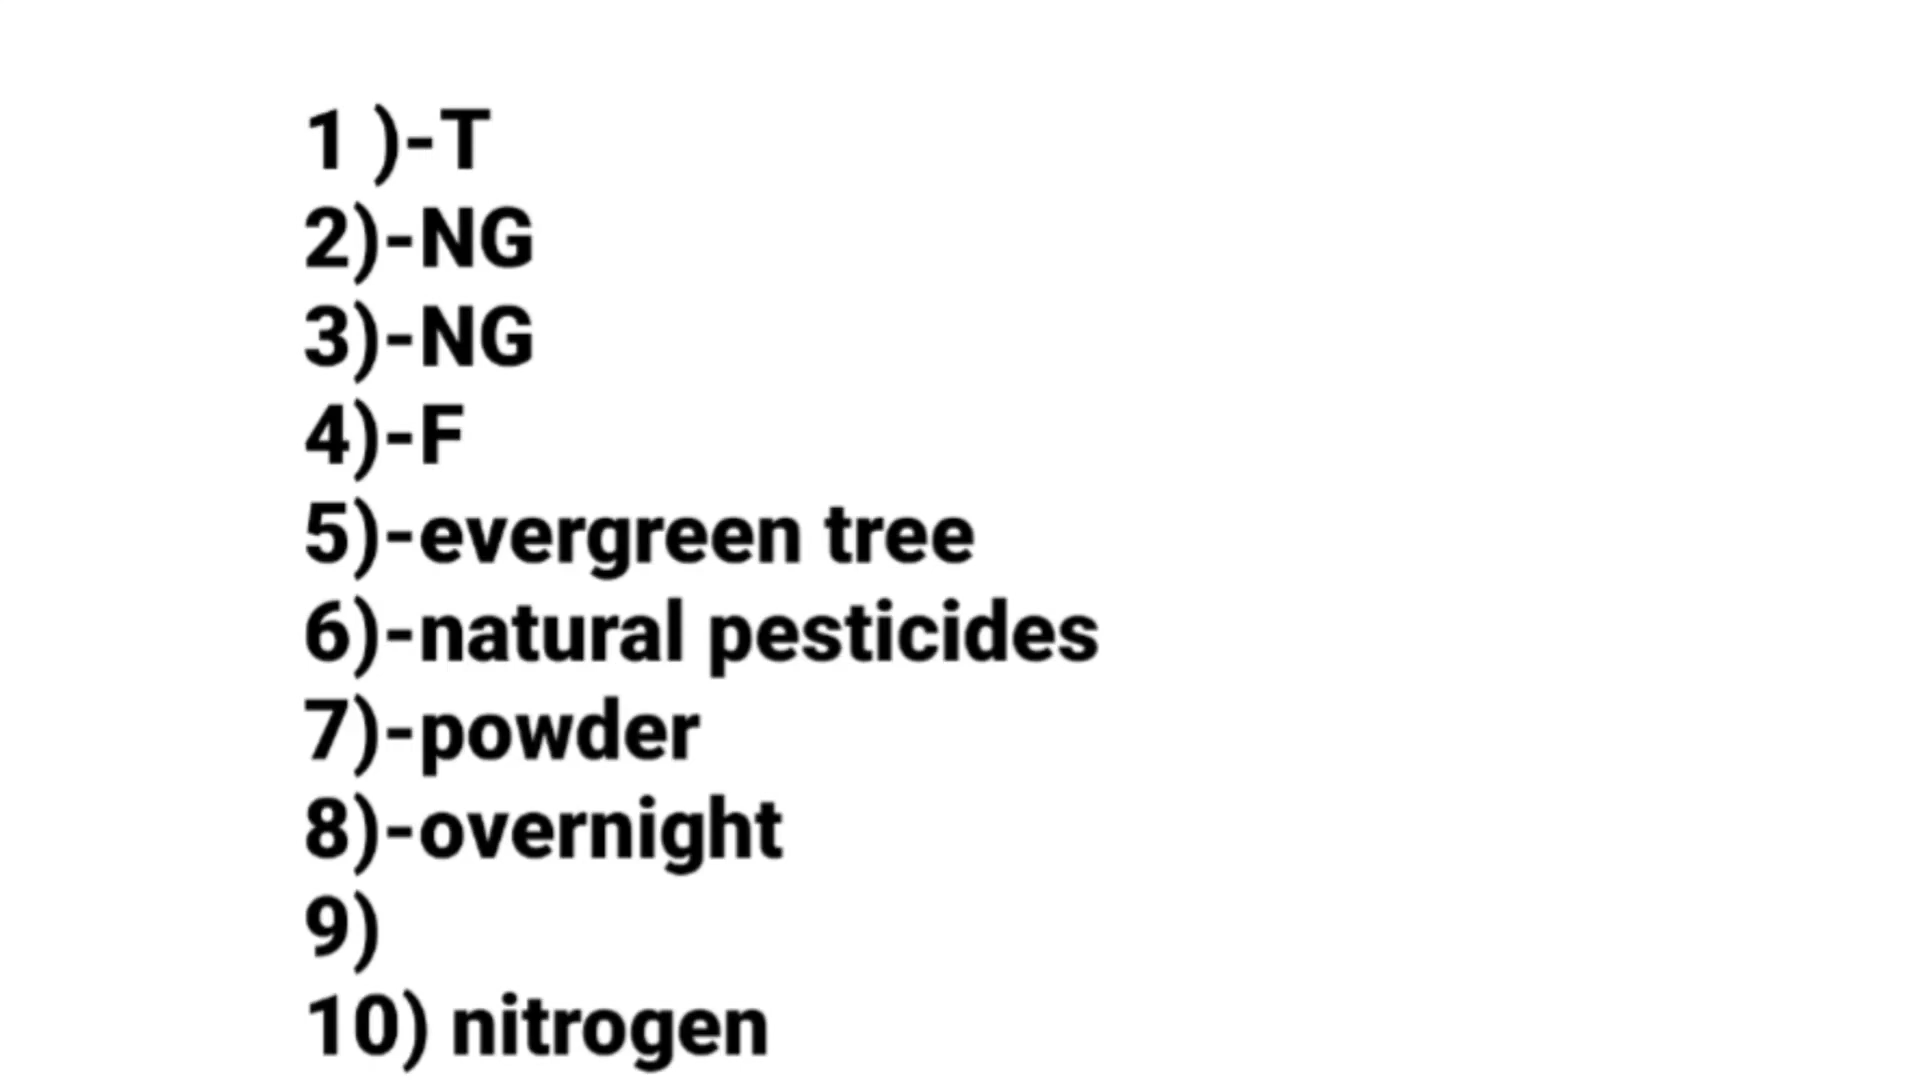 1 )-T
2)-NG
3)-NG
4)-F
5)-evergreen tree
6)-natural pesticides
7)-powder
8)-overnight
9)
10) nitrogen